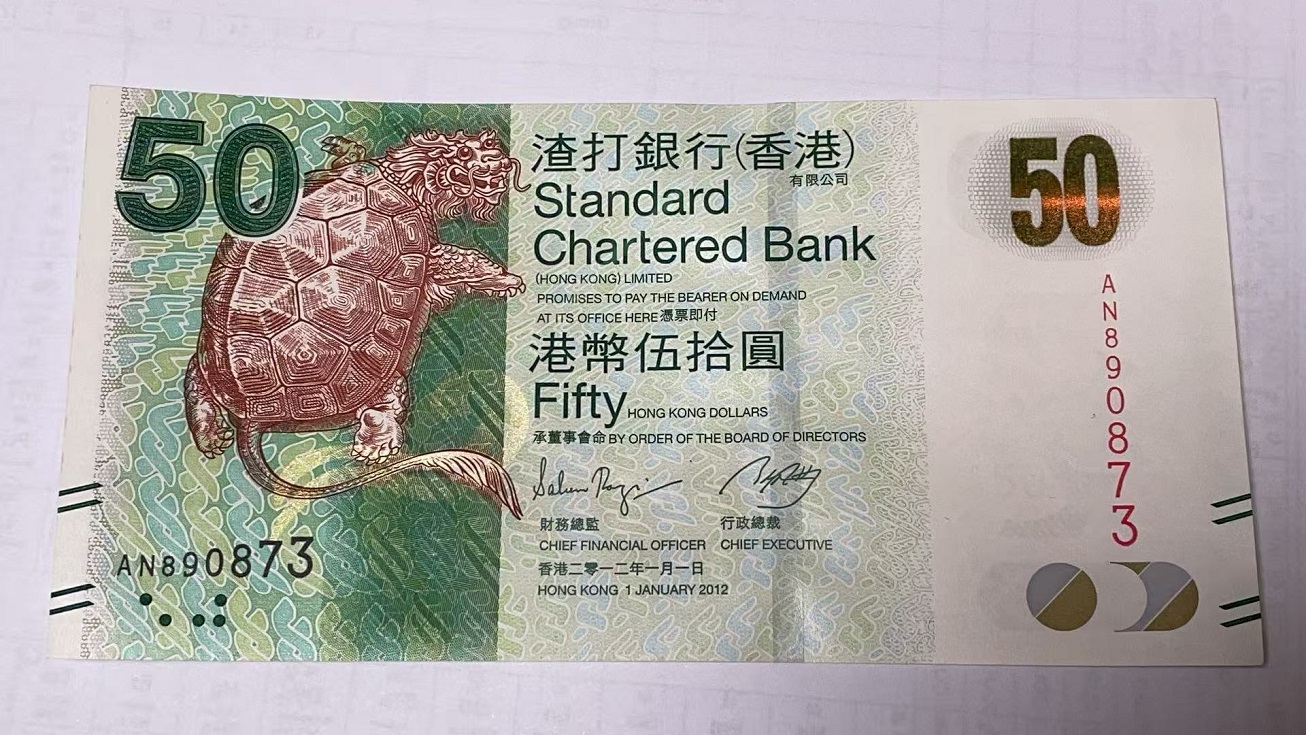 50
渣打銀行(香港)
有限公司
Standard
Chartered Bank
(HONG KONG) LIMITED
PROMISES TO PAY THE BEARER ON DEMAND
AT ITS OFFICE HERE 憑票即付
港幣伍拾圓
Fifty HONG KONG DOLLARS
承董事會命 BY ORDER OF THE BOARD OF DIRECTORS
財務總監
CHIEF FINANCIAL OFFICER
行政總裁
CHIEF EXECUTIVE
香港二零一二年一月一日
HONG KONG 1 JANUARY 2012
AN890873
50
AN890873